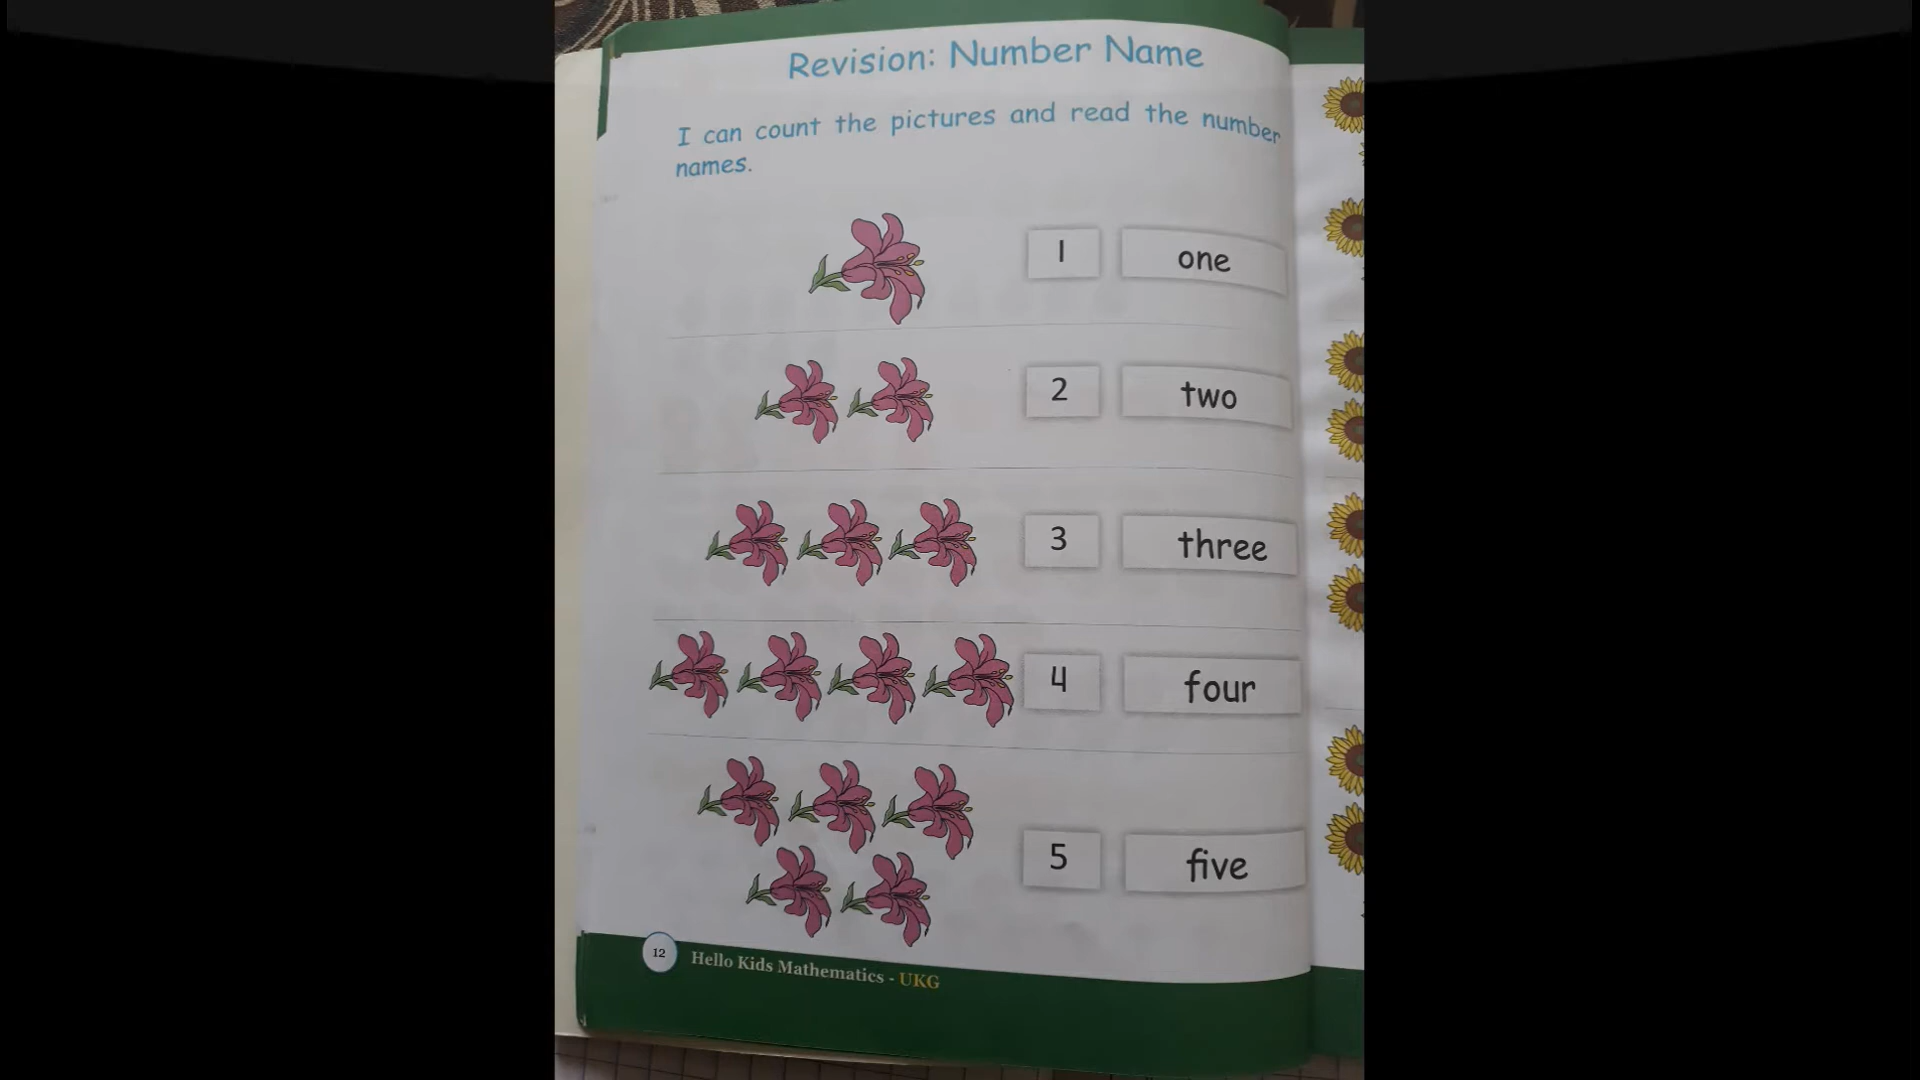 Revision: Number Name
I can count the pictures and read the number
names.
1 one
2 two
3 three
4 four
5 five
12 Hello Kids Mathematics - UKG